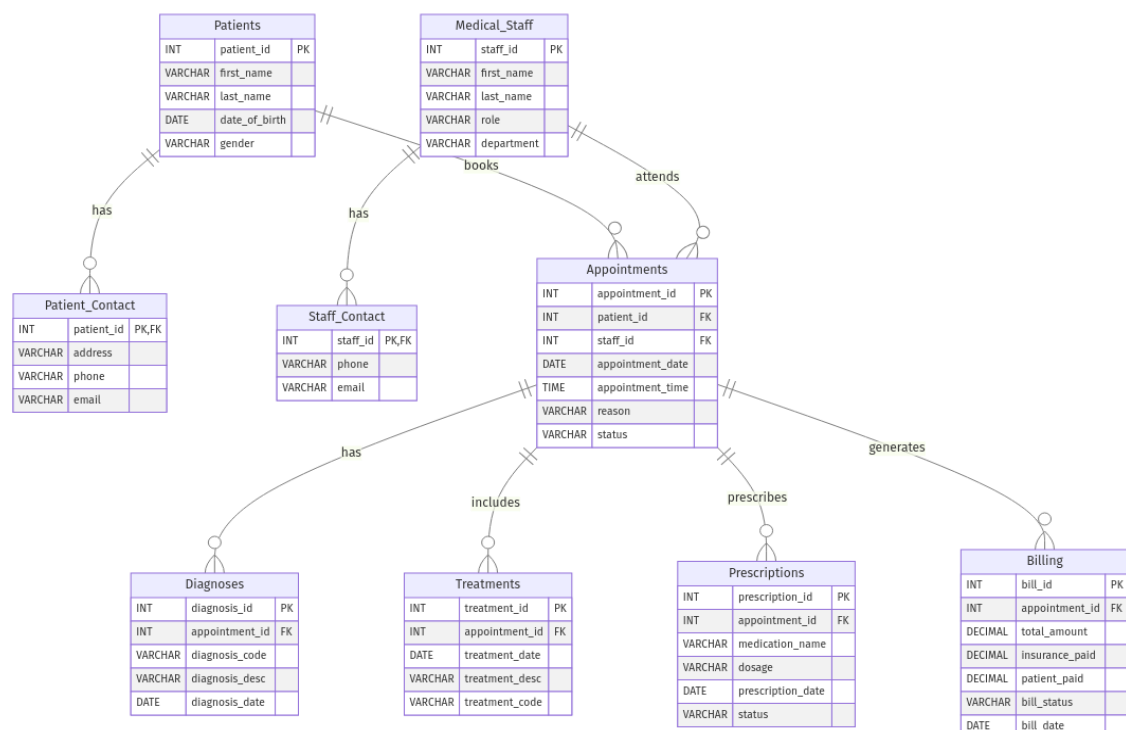 Patients
INT patient_id PK
VARCHAR first_name
VARCHAR last_name
DATE date_of_birth
VARCHAR gender
Medical_Staff
INT staff_id PK
VARCHAR first_name
VARCHAR last_name
VARCHAR role
VARCHAR department
books
attends
has
has
Patient_Contact
INT patient_id PK,FK
VARCHAR address
VARCHAR phone
VARCHAR email
Staff_Contact
INT staff_id PK,FK
VARCHAR phone
VARCHAR email
Appointments
INT appointment_id PK
INT patient_id FK
INT staff_id FK
DATE appointment_date
TIME appointment_time
VARCHAR reason
VARCHAR status
has
includes
prescribes
generates
Diagnoses
INT diagnosis_id PK
INT appointment_id FK
VARCHAR diagnosis_code
VARCHAR diagnosis_desc
DATE diagnosis_date
Treatments
INT treatment_id PK
INT appointment_id FK
DATE treatment_date
VARCHAR treatment_desc
VARCHAR treatment_code
Prescriptions
INT prescription_id PK
INT appointment_id FK
VARCHAR medication_name
VARCHAR dosage
DATE prescription_date
VARCHAR status
Billing
INT bill_id PK
INT appointment_id FK
DECIMAL total_amount
DECIMAL insurance_paid
DECIMAL patient_paid
VARCHAR bill_status
DATE bill_date